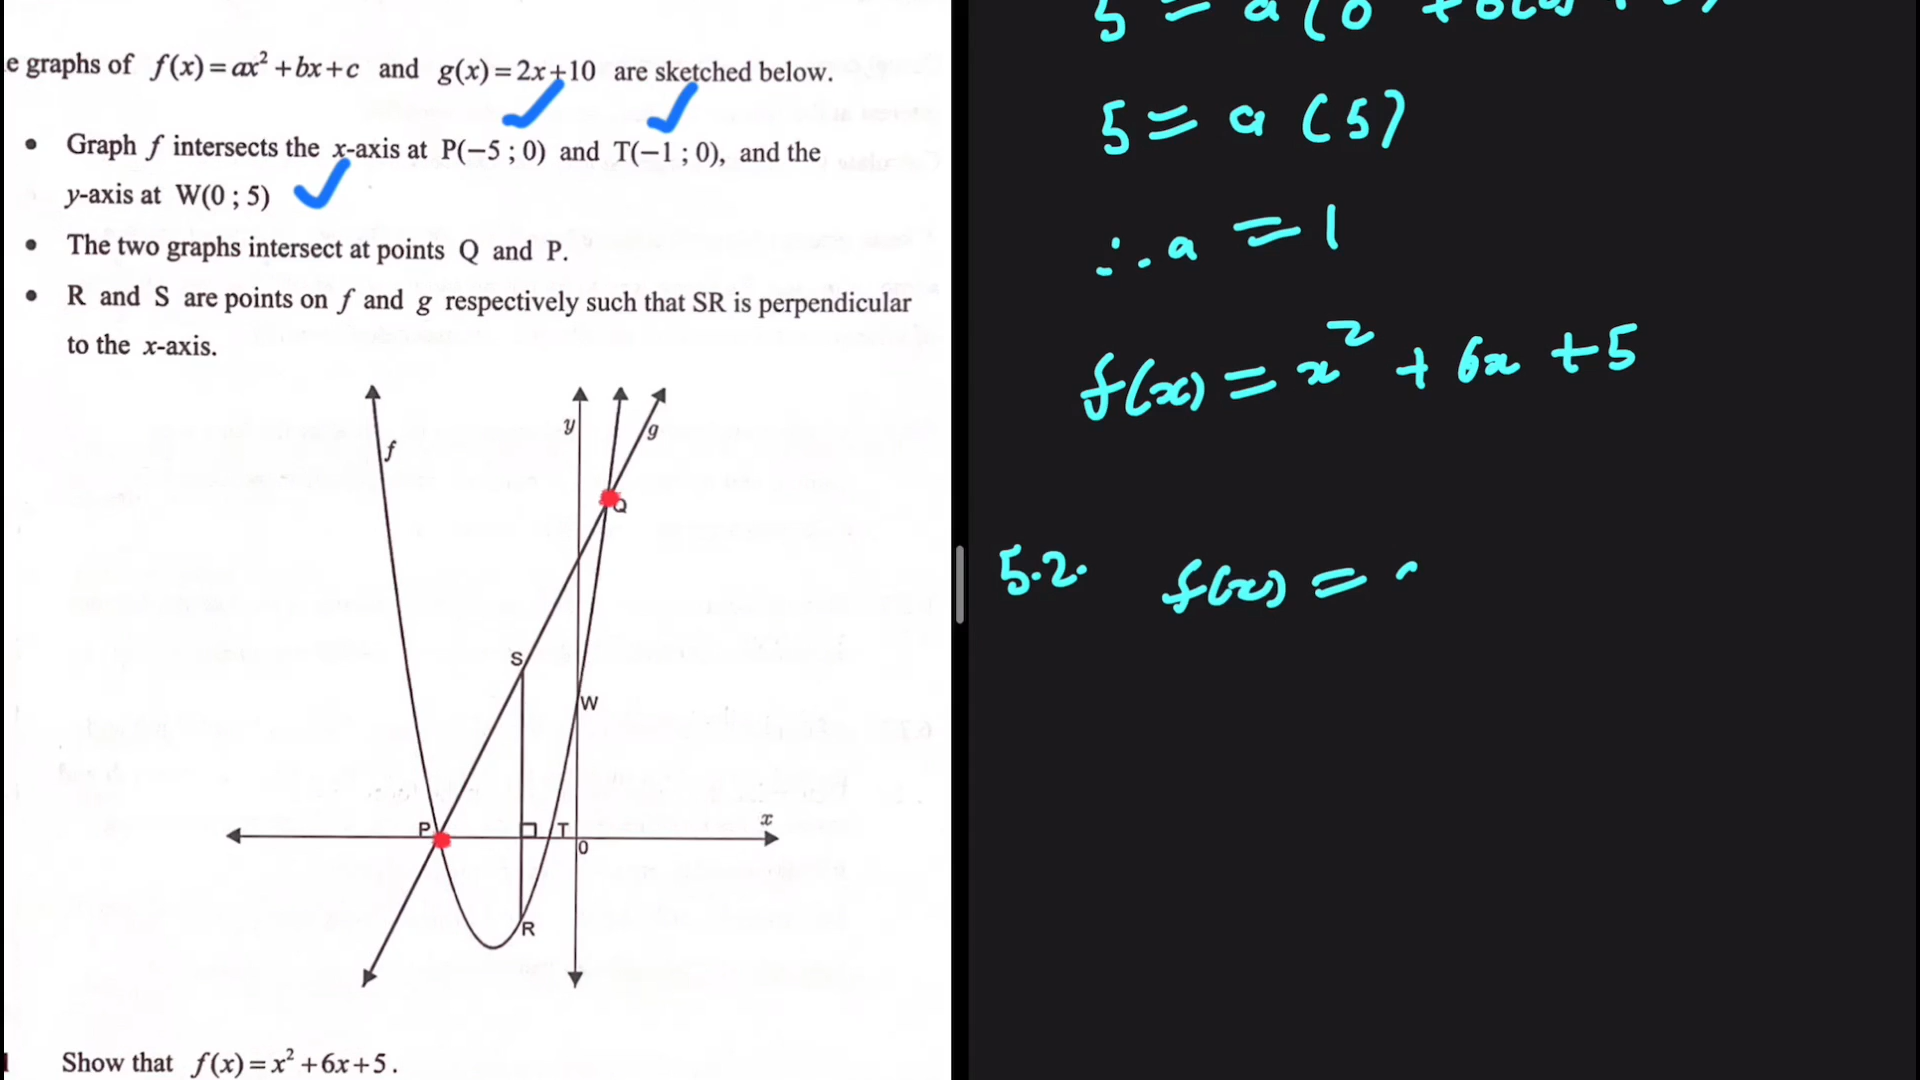 e graphs of f(x)=ax²+bx+c and g(x)=2x+10 are sketched below.
• Graph f intersects the x-axis at P(−5 ; 0) and T(−1 ; 0), and the
y-axis at W(0 ; 5)
• The two graphs intersect at points Q and P.
• R and S are points on f and g respectively such that SR is perpendicular
to the x-axis.
f
y
g
Q
S
W
P
T
x
0
R
Show that f(x)=x²+6x+5.
5 = a (5)
∴ a = 1
f(x) = x² + 6x + 5
5.2. f(x) =